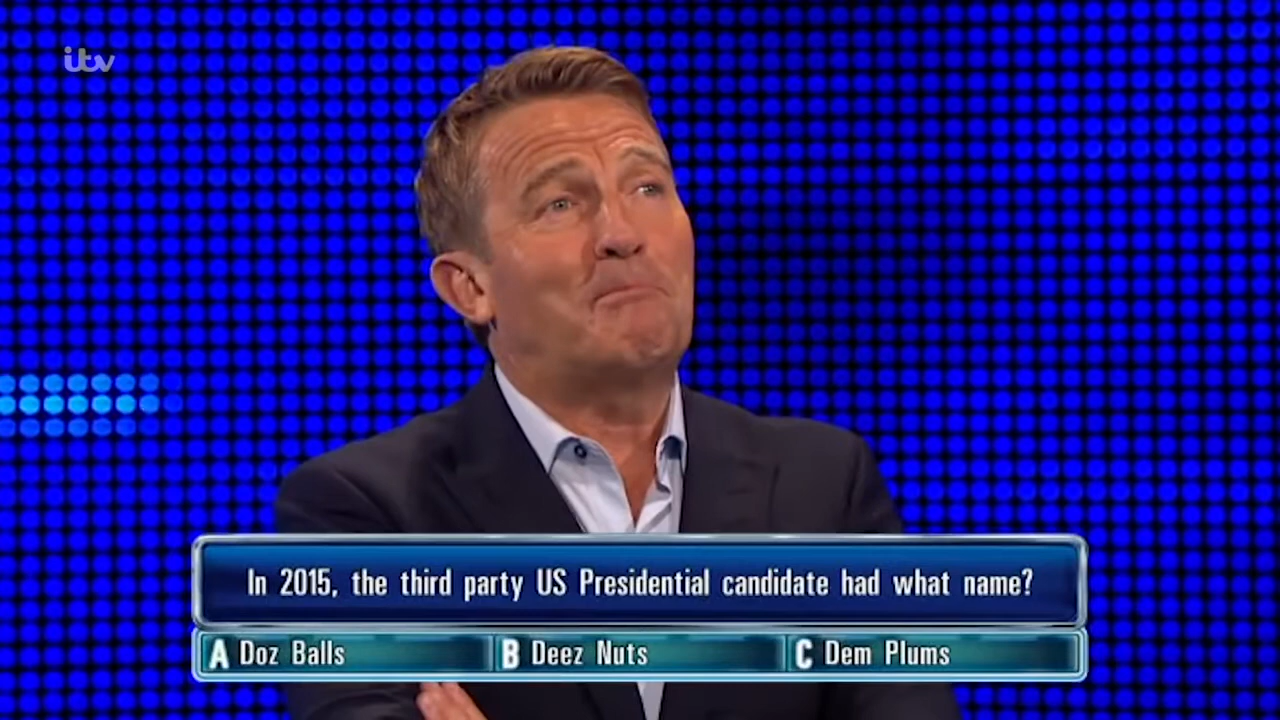 itv
In 2015, the third party US Presidential candidate had what name?
A Doz Balls
B Deez Nuts
C Dem Plums